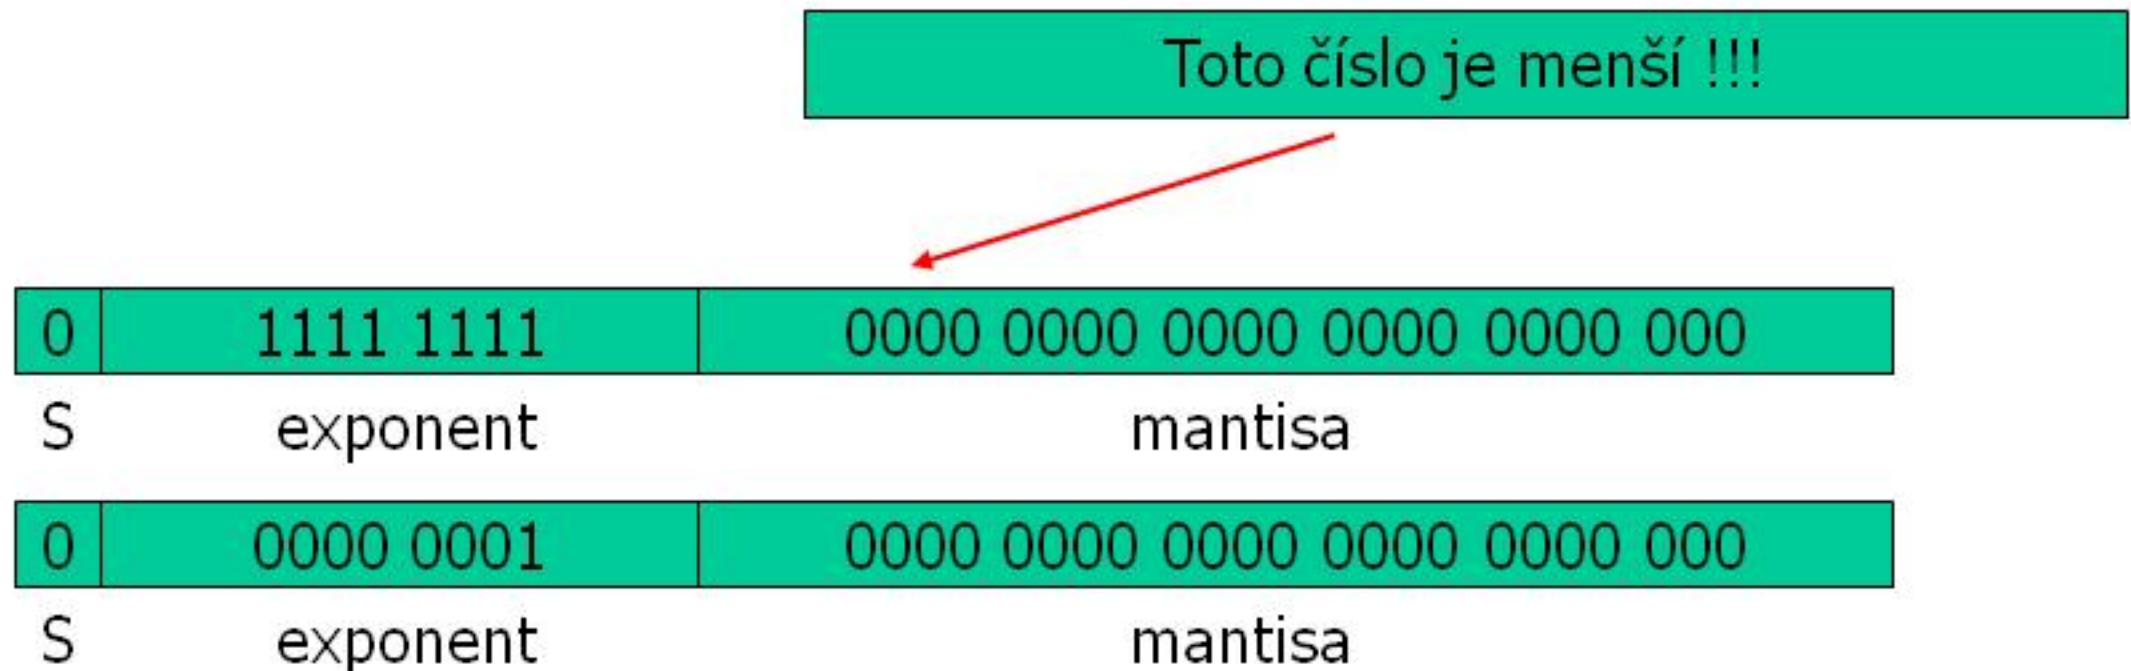 Toto číslo je menší !!!
0 1111 1111 0000 0000 0000 0000 0000 000
S exponent mantisa
0 0000 0001 0000 0000 0000 0000 0000 000
S exponent mantisa